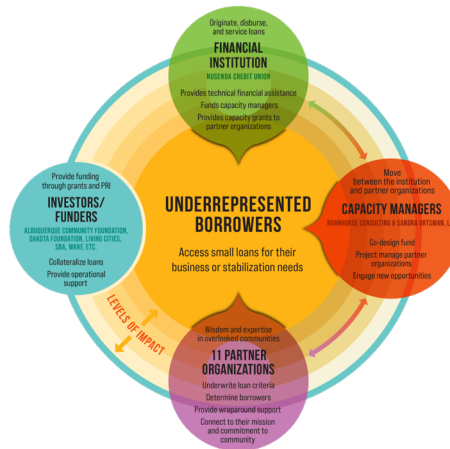 Originate, disburse,
and service loans
FINANCIAL
INSTITUTION
NUSENDA CREDIT UNION
Provides technical financial assistance
Funds capacity managers
Provides capacity grants to
partner organizations
Provide funding
through grants and PRI
INVESTORS/
FUNDERS
ALBUQUERQUE COMMUNITY FOUNDATION,
DAKOTA FOUNDATION, LIVING CITIES,
SBA, WKKF, ETC.
Collateralize loans
Provide operational
support
UNDERREPRESENTED
BORROWERS
Access small loans for their
business or stabilization needs
Move
between the institution
and partner organizations
CAPACITY MANAGERS
ROANHORSE CONSULTING & SANDRA ORTSMAN, L
Co-design fund
Project manage partner
organizations
Engage new opportunities
LEVELS OF IMPACT
Wisdom and expertise
in overlooked communities
11 PARTNER
ORGANIZATIONS
Underwrite loan criteria
Determine borrowers
Provide wraparound support
Connect to their mission
and commitment to
community